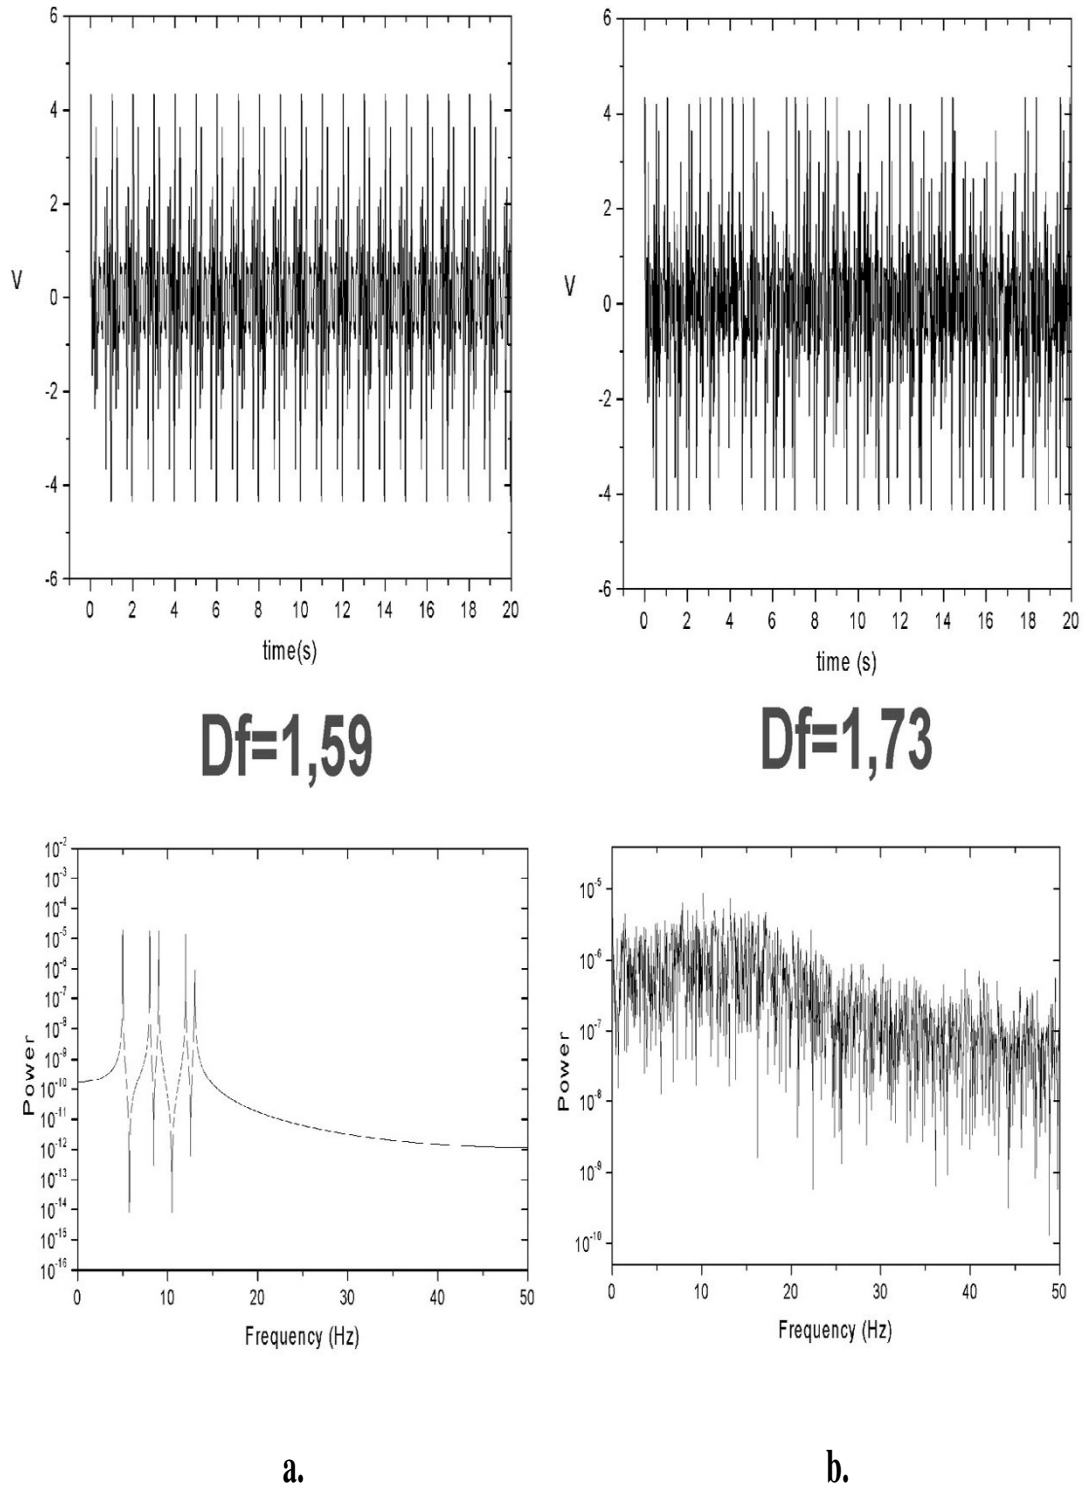 6
4
2
0
-2
-4
-6
V
0 2 4 6 8 10 12 14 16 18 20
time(s)
6
4
2
0
-2
-4
-6
V
0 2 4 6 8 10 12 14 16 18 20
time (s)
Df=1,59
Df=1,73
10⁻²
10⁻³
10⁻⁴
10⁻⁵
10⁻⁶
10⁻⁷
10⁻⁸
10⁻⁹
10⁻¹⁰
10⁻¹¹
10⁻¹²
10⁻¹³
10⁻¹⁴
10⁻¹⁵
10⁻¹⁶
Power
0 10 20 30 40 50
Frequency (Hz)
10⁻⁵
10⁻⁶
10⁻⁷
10⁻⁸
10⁻⁹
10⁻¹⁰
Power
0 10 20 30 40 50
Frequency (Hz)
a.
b.